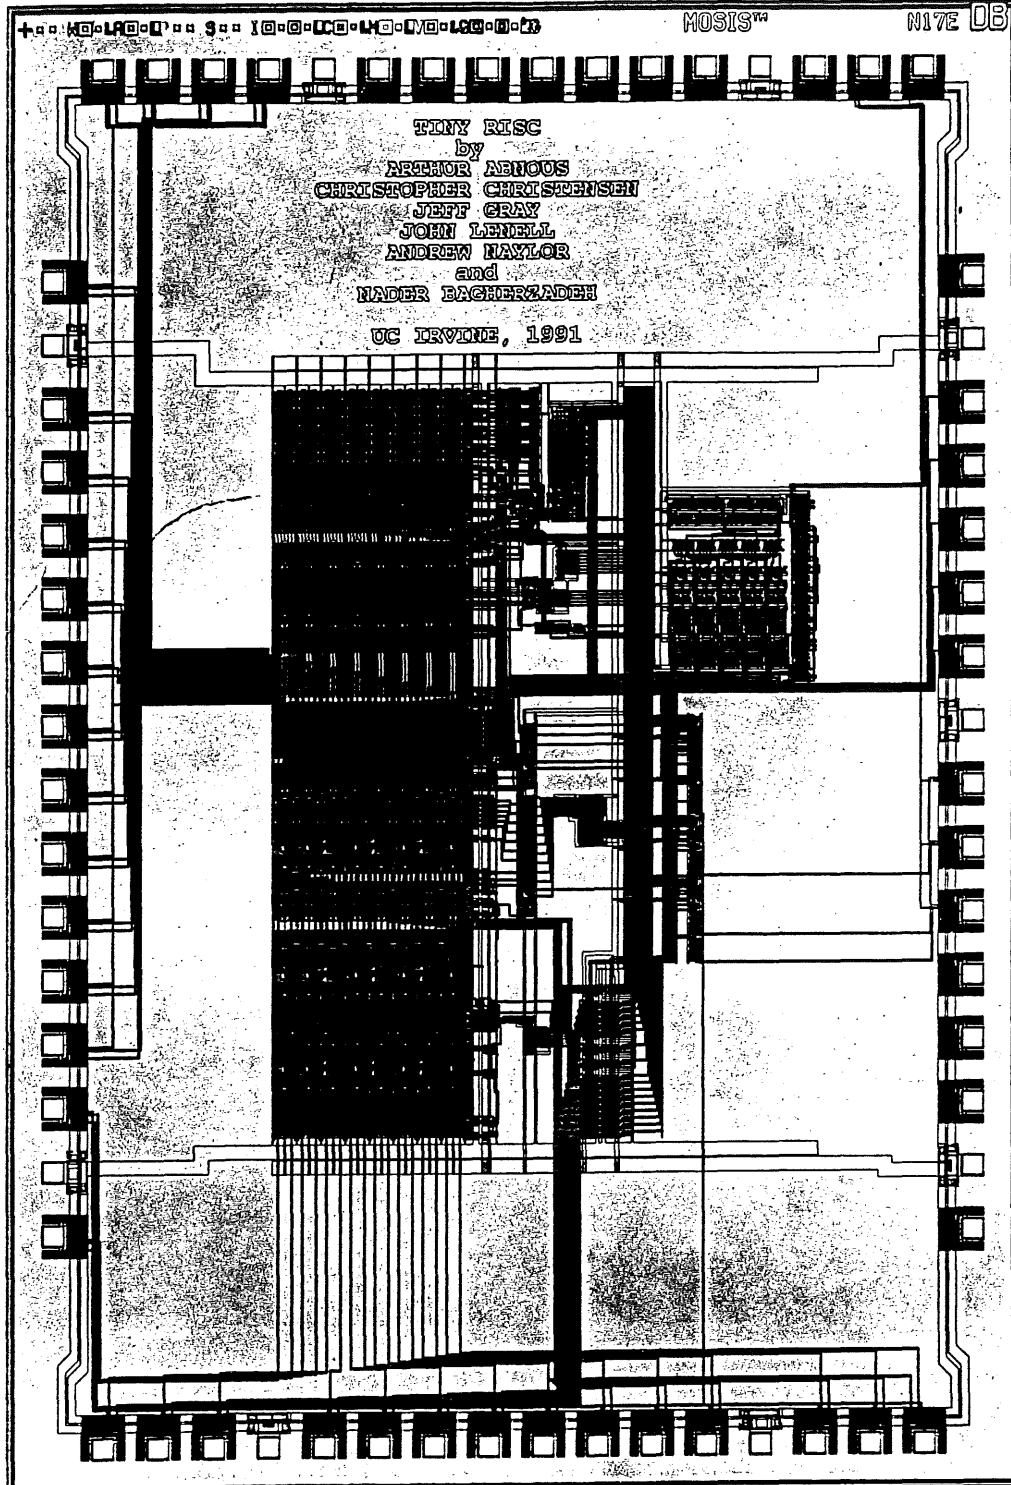 MOSIS™ N17E DB
TINY RISC
by
ARTHUR ABNOUS
CHRISTOPHER CHRISTENSEN
JEFF GRAY
JOHN LENELL
ANDREW NAYLOR
and
NADER BAGHERZADEH
UC IRVINE, 1991